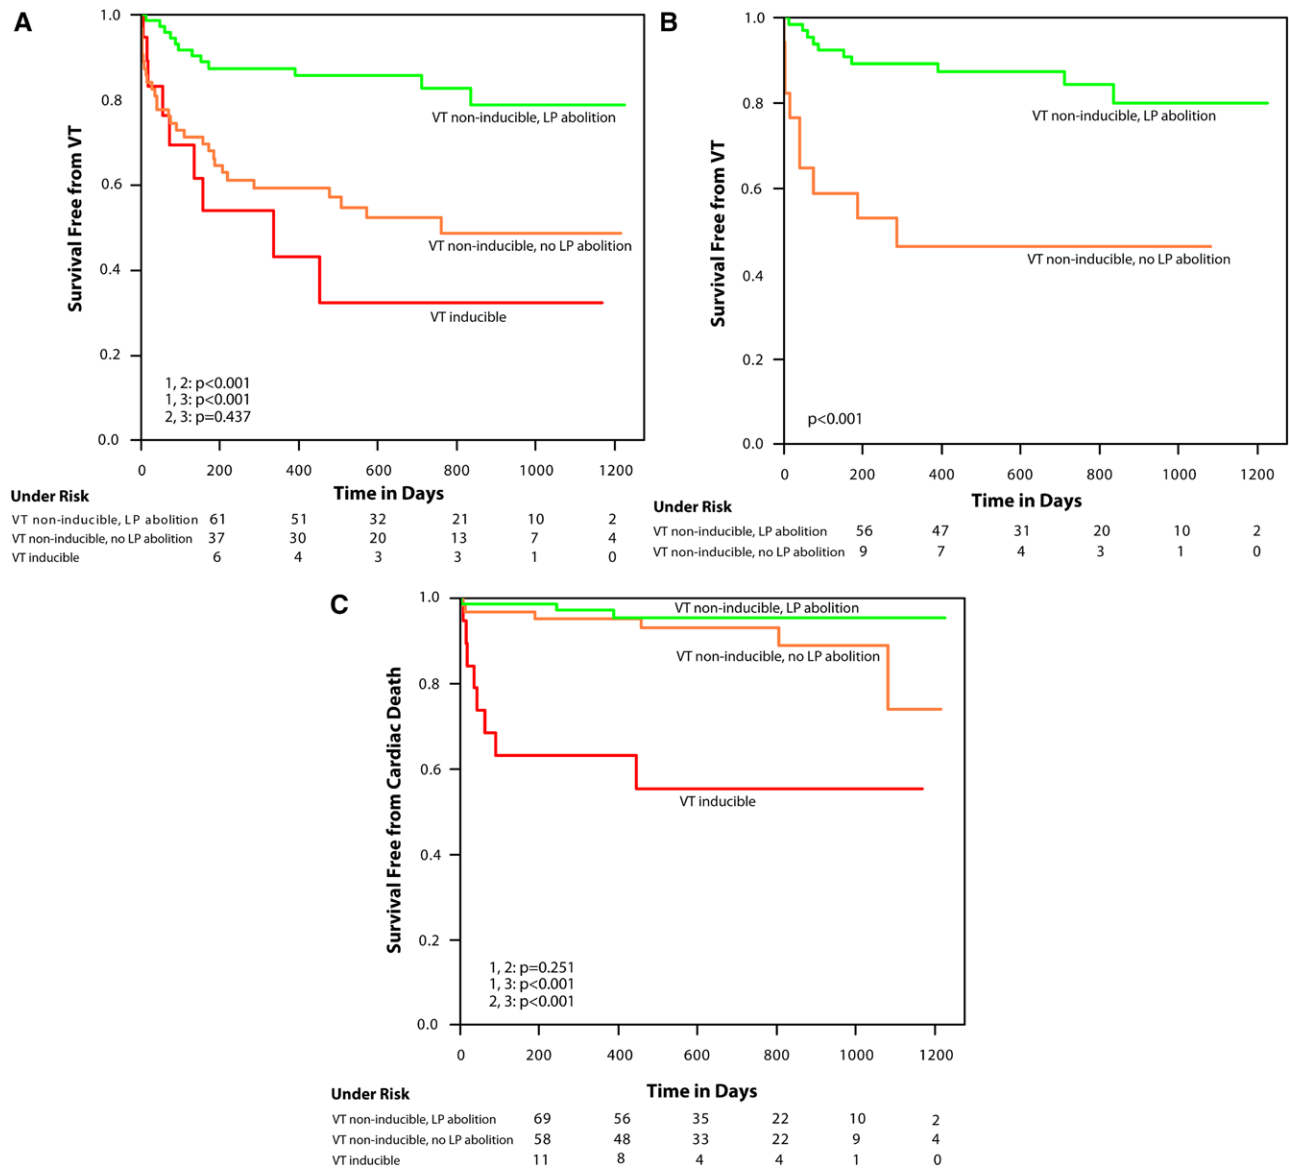 A
Survival Free from VT
1.0
0.8
0.6
0.4
0.2
0.0
VT non-inducible, LP abolition
VT non-inducible, no LP abolition
VT inducible
1, 2: p<0.001
1, 3: p<0.001
2, 3: p=0.437
0 200 400 600 800 1000 1200
Time in Days
Under Risk
VT non-inducible, LP abolition 61 51 32 21 10 2
VT non-inducible, no LP abolition 37 30 20 13 7 4
VT inducible 6 4 3 3 1 0
B
Survival Free from VT
1.0
0.8
0.6
0.4
0.2
0.0
VT non-inducible, LP abolition
VT non-inducible, no LP abolition
p<0.001
0 200 400 600 800 1000 1200
Time in Days
Under Risk
VT non-inducible, LP abolition 56 47 31 20 10 2
VT non-inducible, no LP abolition 9 7 4 3 1 0
C
Survival Free from Cardiac Death
1.0
0.8
0.6
0.4
0.2
0.0
VT non-inducible, LP abolition
VT non-inducible, no LP abolition
VT inducible
1, 2: p=0.251
1, 3: p<0.001
2, 3: p<0.001
0 200 400 600 800 1000 1200
Time in Days
Under Risk
VT non-inducible, LP abolition 69 56 35 22 10 2
VT non-inducible, no LP abolition 58 48 33 22 9 4
VT inducible 11 8 4 4 1 0